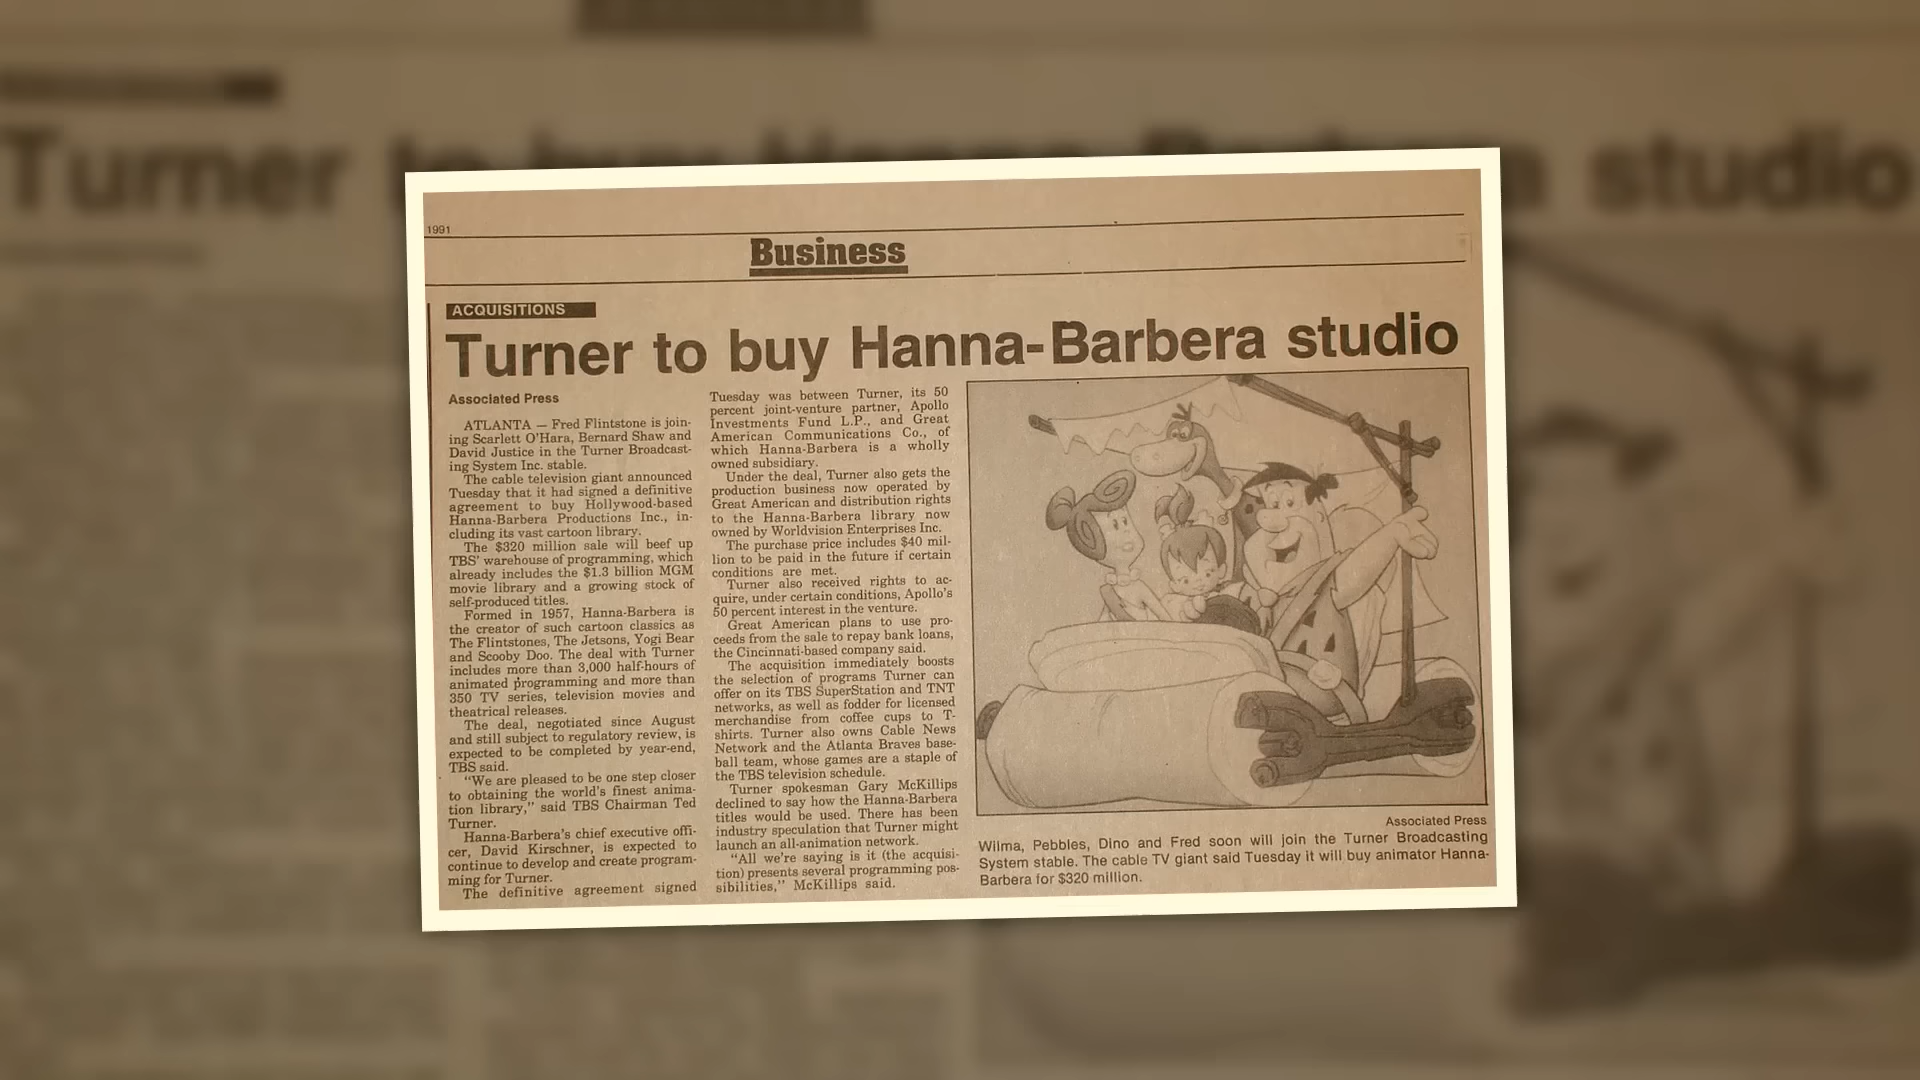 1991
Business
ACQUISITIONS
Turner to buy Hanna-Barbera studio
Associated Press
ATLANTA — Fred Flintstone is join-
ing Scarlett O'Hara, Bernard Shaw and
David Justice in the Turner Broadcast-
ing System Inc. stable.
The cable television giant announced
Tuesday that it had signed a definitive
agreement to buy Hollywood-based
Hanna-Barbera Productions Inc., in-
cluding its vast cartoon library.
The $320 million sale will beef up
TBS' warehouse of programming, which
already includes the $1.3 billion MGM
movie library and a growing stock of
self-produced titles.
Formed in 1957, Hanna-Barbera is
the creator of such cartoon classics as
The Flintstones, The Jetsons, Yogi Bear
and Scooby Doo. The deal with Turner
includes more than 3,000 half-hours of
animated programming and more than
350 TV series, television movies and
theatrical releases.
The deal, negotiated since August
and still subject to regulatory review, is
expected to be completed by year-end,
TBS said.
"We are pleased to be one step closer
to obtaining the world's finest anima-
tion library," said TBS Chairman Ted
Turner.
Hanna-Barbera's chief executive offi-
cer, David Kirschner, is expected to
continue to develop and create program-
ming for Turner.
The definitive agreement signed
Tuesday was between Turner, its 50
percent joint-venture partner, Apollo
Investments Fund L.P., and Great
American Communications Co., of
which Hanna-Barbera is a wholly
owned subsidiary.
Under the deal, Turner also gets the
production business now operated by
Great American and distribution rights
to the Hanna-Barbera library now
owned by Worldvision Enterprises Inc.
The purchase price includes $40 mil-
lion to be paid in the future if certain
conditions are met.
Turner also received rights to ac-
quire, under certain conditions, Apollo's
50 percent interest in the venture.
Great American plans to use pro-
ceeds from the sale to repay bank loans,
the Cincinnati-based company said.
The acquisition immediately boosts
the selection of programs Turner can
offer on its TBS SuperStation and TNT
networks, as well as fodder for licensed
merchandise from coffee cups to T-
shirts. Turner also owns Cable News
Network and the Atlanta Braves base-
ball team, whose games are a staple of
the TBS television schedule.
Turner spokesman Gary McKillips
declined to say how the Hanna-Barbera
titles would be used. There has been
industry speculation that Turner might
launch an all-animation network.
"All we're saying is it (the acquisi-
tion) presents several programming pos-
sibilities," McKillips said.
Associated Press
Wilma, Pebbles, Dino and Fred soon will join the Turner Broadcasting
System stable. The cable TV giant said Tuesday it will buy animator Hanna-
Barbera for $320 million.